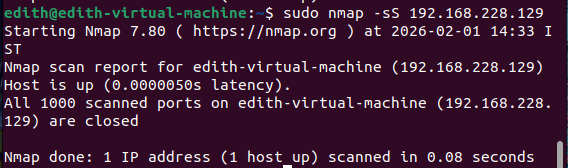 edith@edith-virtual-machine:~$ sudo nmap -sS 192.168.228.129
Starting Nmap 7.80 ( https://nmap.org ) at 2026-02-01 14:33 I
ST
Nmap scan report for edith-virtual-machine (192.168.228.129)
Host is up (0.0000050s latency).
All 1000 scanned ports on edith-virtual-machine (192.168.228.
129) are closed
Nmap done: 1 IP address (1 host up) scanned in 0.08 seconds